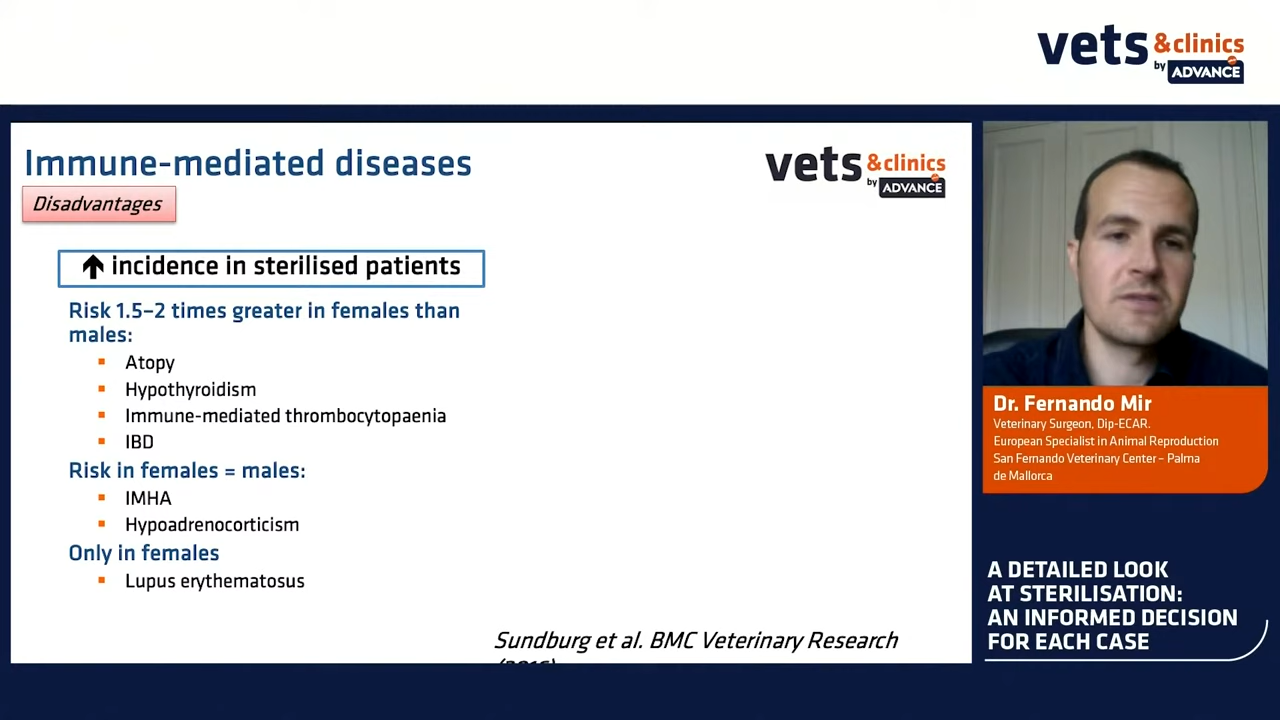 vets &clinics
by ADVANCE
Immune-mediated diseases
Disadvantages
vets &clinics
by ADVANCE
↑ incidence in sterilised patients
Risk 1.5–2 times greater in females than
males:
▪ Atopy
▪ Hypothyroidism
▪ Immune-mediated thrombocytopaenia
▪ IBD
Risk in females = males:
▪ IMHA
▪ Hypoadrenocorticism
Only in females
▪ Lupus erythematosus
Sundburg et al. BMC Veterinary Research
Dr. Fernando Mir
Veterinary Surgeon, Dip-ECAR.
European Specialist in Animal Reproduction
San Fernando Veterinary Center – Palma
de Mallorca
A DETAILED LOOK
AT STERILISATION:
AN INFORMED DECISION
FOR EACH CASE